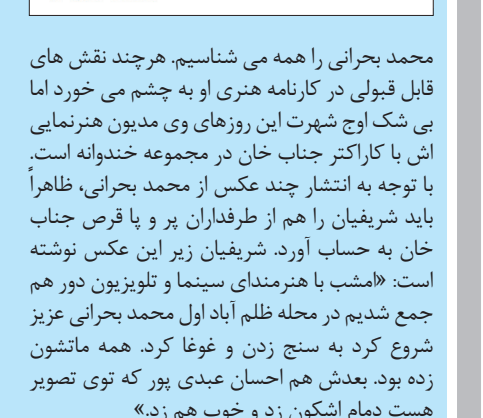 محمد بحرانی را همه می شناسیم. هرچند نقش های
قابل قبولی در کارنامه هنری او به چشم می خورد اما
بی شک اوج شهرت این روزهای وی مدیون هنرنمایی
اش با کاراکتر جناب خان در مجموعه خندوانه است.
با توجه به انتشار چند عکس از محمد بحرانی، ظاهراً
باید شریفیان را هم از طرفداران پر و پا قرص جناب
خان به حساب آورد. شریفیان زیر این عکس نوشته
است: «امشب با هنرمندای سینما و تلویزیون دور هم
جمع شدیم در محله ظلم آباد اول محمد بحرانی عزیز
شروع کرد به سنج زدن و غوغا کرد. همه ماتشون
زده بود. بعدش هم احسان عبدی پور که توی تصویر
هست دمام اشکون زد و خوب هم زد.»